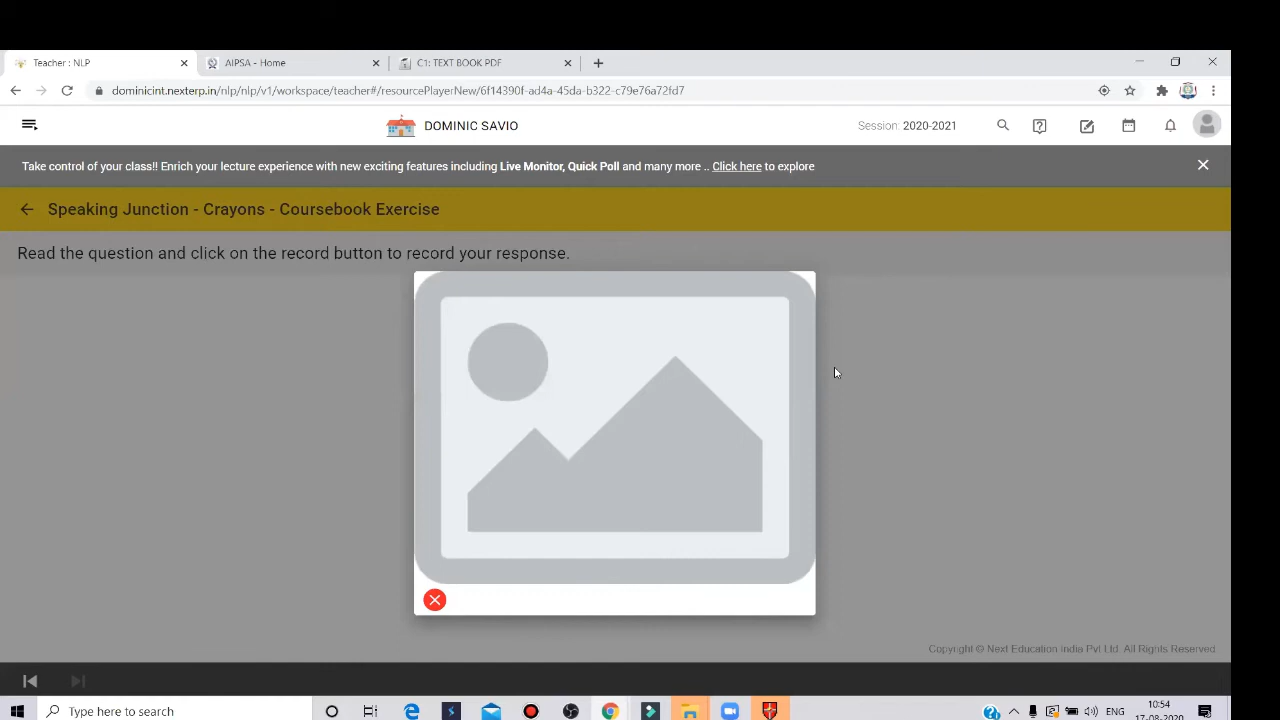 Teacher : NLP
AIPSA - Home
C1: TEXT BOOK PDF
dominicint.nexterp.in/nlp/nlp/v1/workspace/teacher#/resourcePlayerNew/6f14390f-ad4a-45da-b322-c79e76a72fd7
DOMINIC SAVIO
Session: 2020-2021
Take control of your class!! Enrich your lecture experience with new exciting features including Live Monitor, Quick Poll and many more .. Click here to explore
Speaking Junction - Crayons - Coursebook Exercise
Read the question and click on the record button to record your response.
Copyright © Next Education India Pvt Ltd. All Rights Reserved.
Type here to search
ENG
10:54
17-08-2020